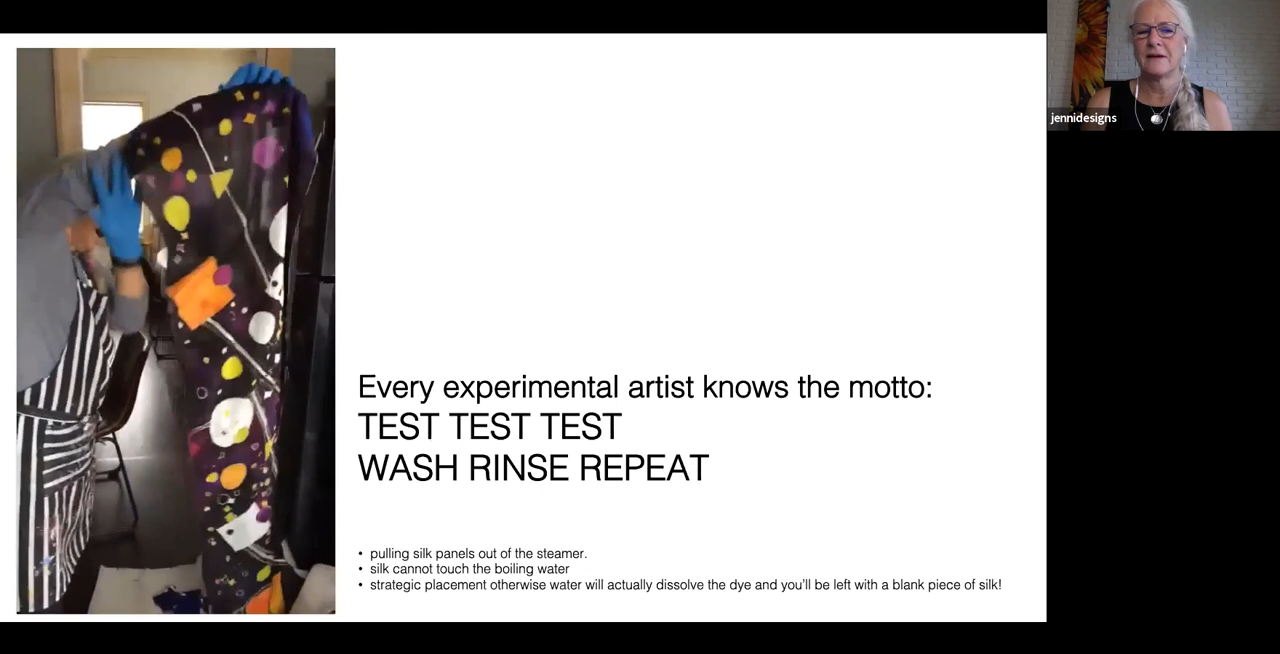 jennidesigns
Every experimental artist knows the motto:
TEST TEST TEST
WASH RINSE REPEAT
• pulling silk panels out of the steamer.
• silk cannot touch the boiling water
• strategic placement otherwise water will actually dissolve the dye and you'll be left with a blank piece of silk!